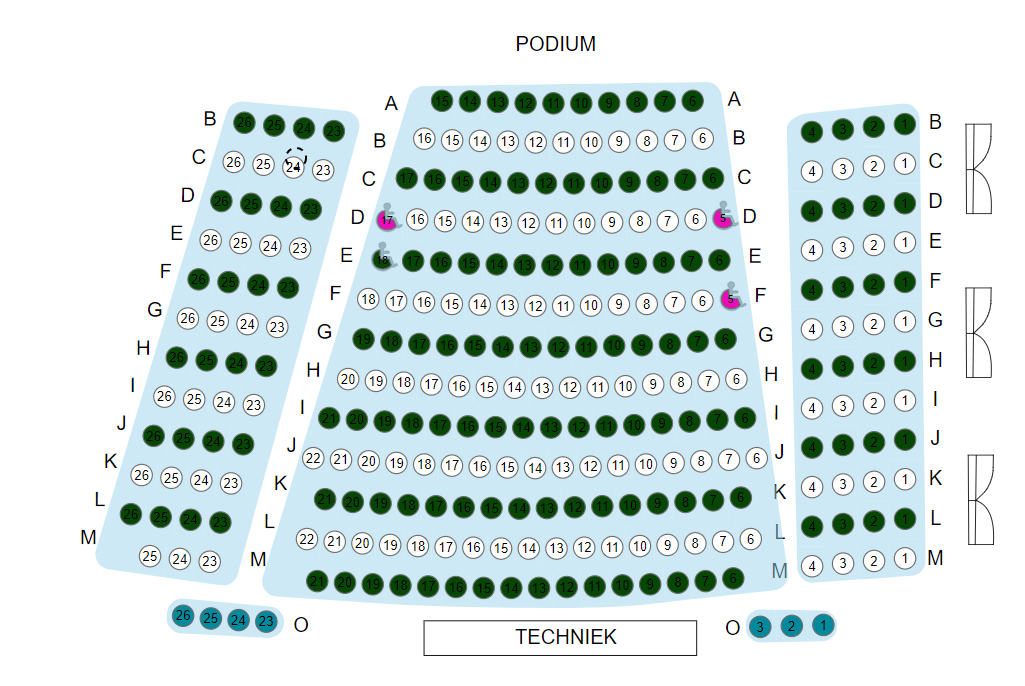 PODIUM
B 26 25 24 23
C 26 25 24 23
D 26 25 24 23
E 26 25 24 23
F 26 25 24 23
G 26 25 24 23
H 26 25 24 23
I 26 25 24 23
J 26 25 24 23
K 26 25 24 23
L 26 25 24 23
M 25 24 23
26 25 24 23 O
A 15 14 13 12 11 10 9 8 7 6 A
B 16 15 14 13 12 11 10 9 8 7 6 B
C 17 16 15 14 13 12 11 10 9 8 7 6 C
D 17 16 15 14 13 12 11 10 9 8 7 6 5 D
E 18 17 16 15 14 13 12 11 10 9 8 7 6 E
F 18 17 16 15 14 13 12 11 10 9 8 7 6 5 F
G 19 18 17 16 15 14 13 12 11 10 9 8 7 6 G
H 20 19 18 17 16 15 14 13 12 11 10 9 8 7 6 H
I 21 20 19 18 17 16 15 14 13 12 11 10 9 8 7 6 I
J 22 21 20 19 18 17 16 15 14 13 12 11 10 9 8 7 6 J
K 21 20 19 18 17 16 15 14 13 12 11 10 9 8 7 6 K
L 22 21 20 19 18 17 16 15 14 13 12 11 10 9 8 7 6 L
M 21 20 19 18 17 16 15 14 13 12 11 10 9 8 7 6 M
TECHNIEK
4 3 2 1 B
4 3 2 1 C
4 3 2 1 D
4 3 2 1 E
4 3 2 1 F
4 3 2 1 G
4 3 2 1 H
4 3 2 1 I
4 3 2 1 J
4 3 2 1 K
4 3 2 1 L
4 3 2 1 M
O 3 2 1